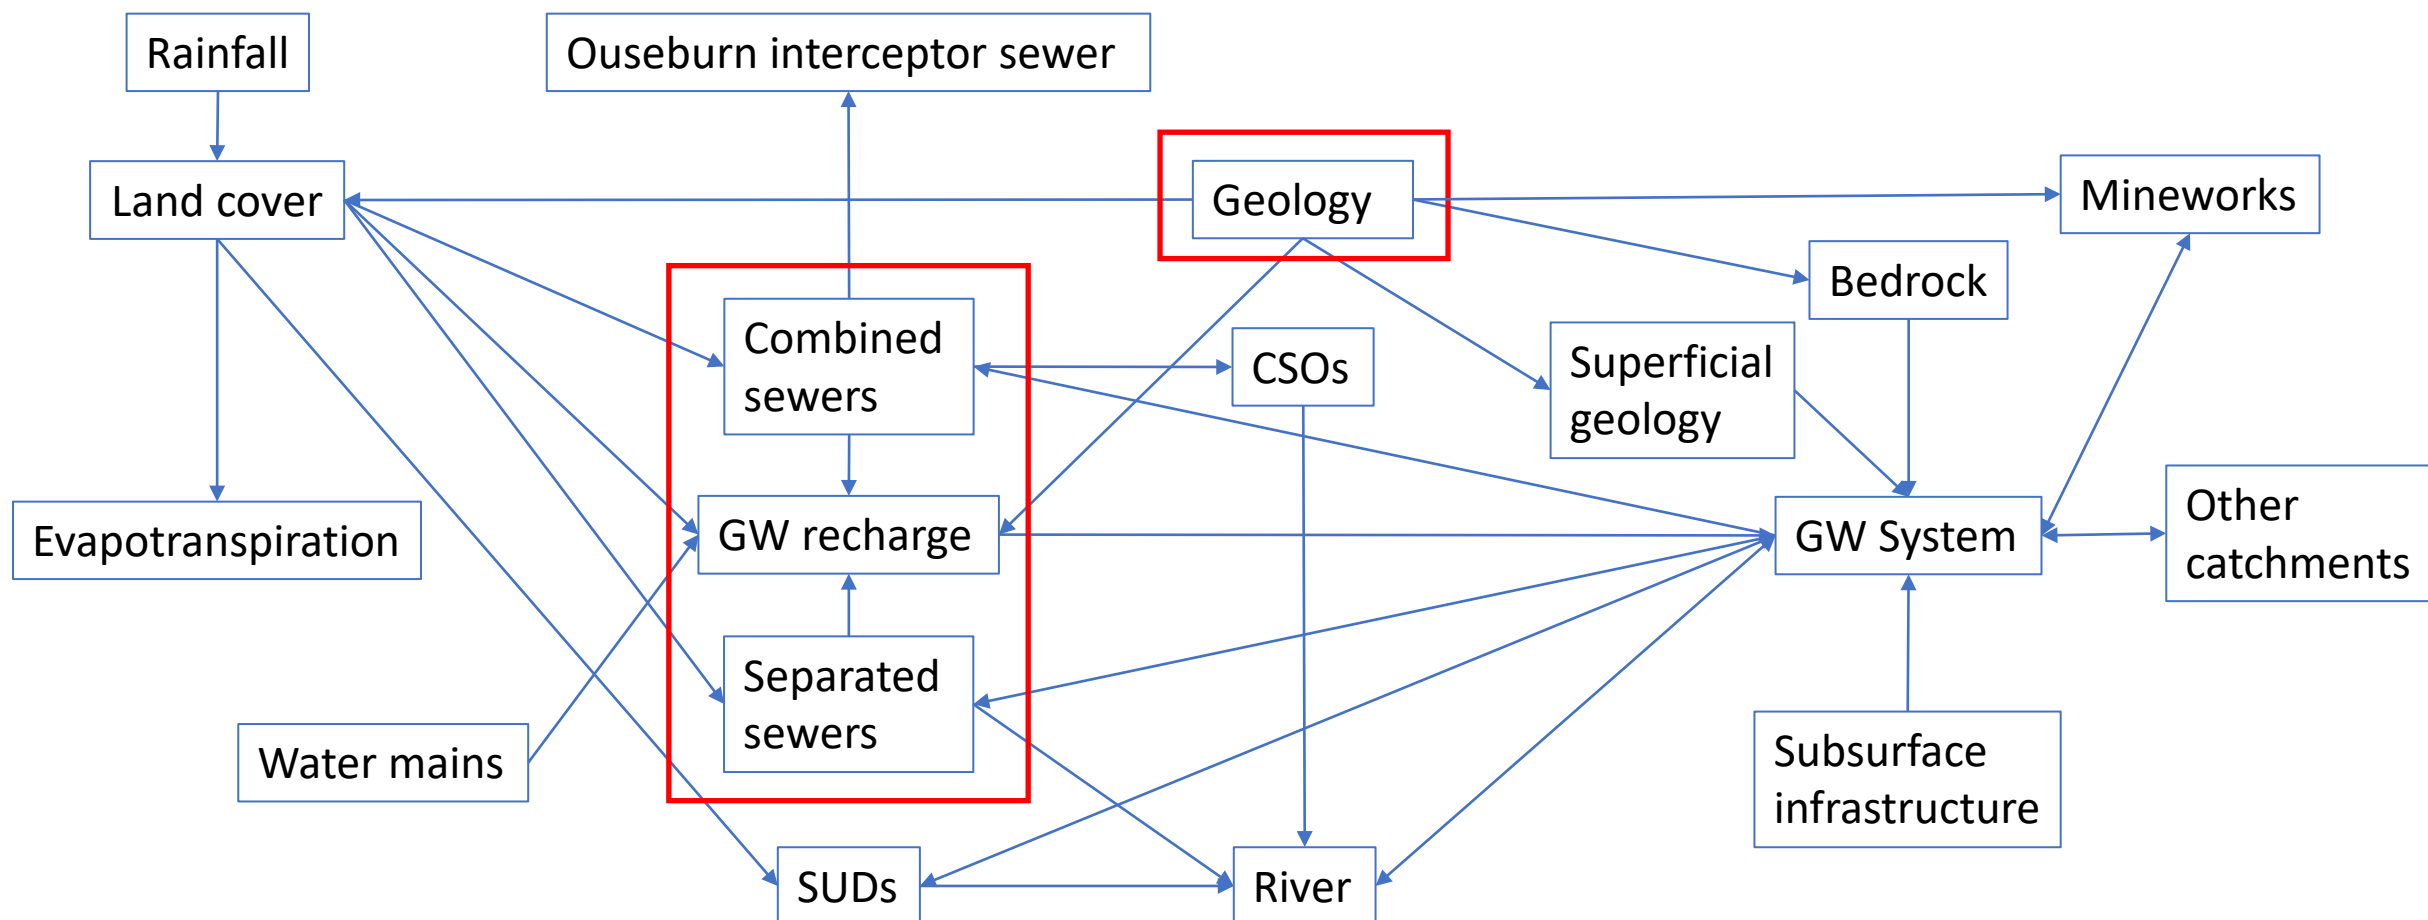 Rainfall
Ouseburn interceptor sewer
Land cover
Geology
Mineworks
Bedrock
Combined
sewers
CSOs
Superficial
geology
Evapotranspiration
GW recharge
GW System
Other
catchments
Separated
sewers
Water mains
Subsurface
infrastructure
SUDs
River